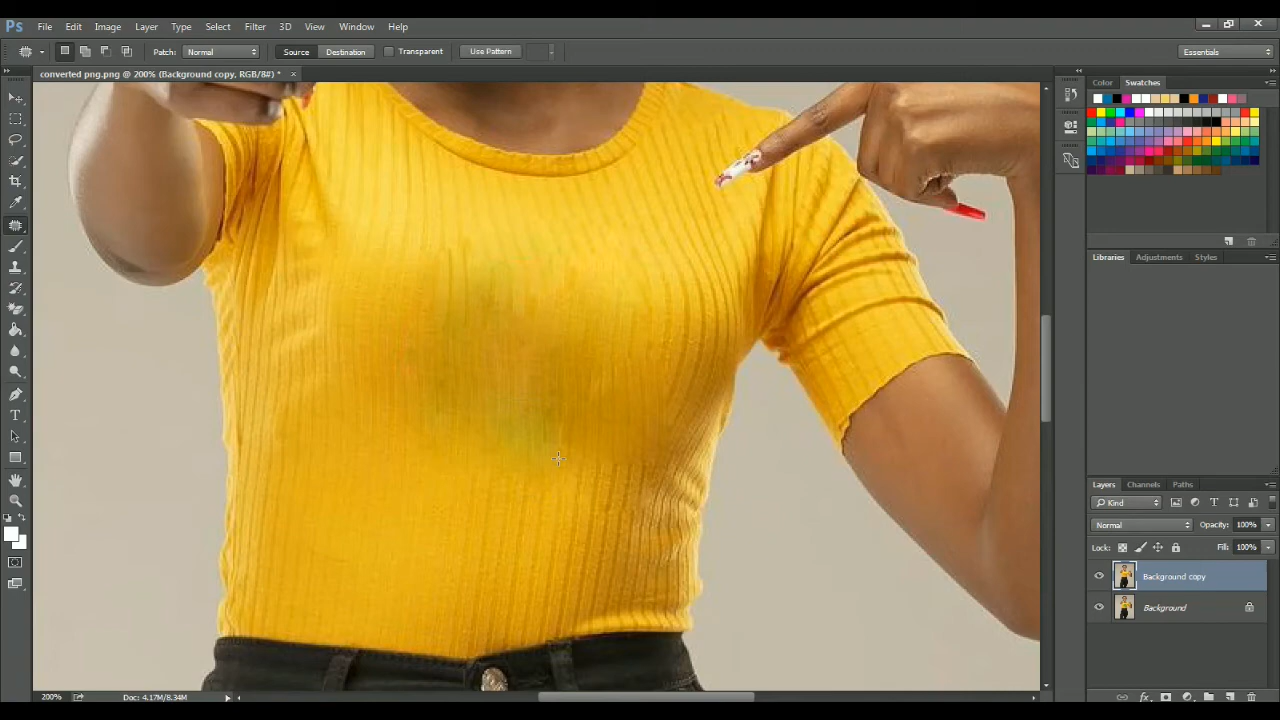 Ps File Edit Image Layer Type Select Filter 3D View Window Help
Patch: Normal Source Destination Transparent Use Pattern Essentials
converted png.png @ 200% (Background copy, RGB/8#) *
Color Swatches
Libraries Adjustments Styles
Layers Channels Paths
Kind
Normal Opacity: 100%
Lock: Fill: 100%
Background copy
Background
200% Doc: 4.17M/8.34M